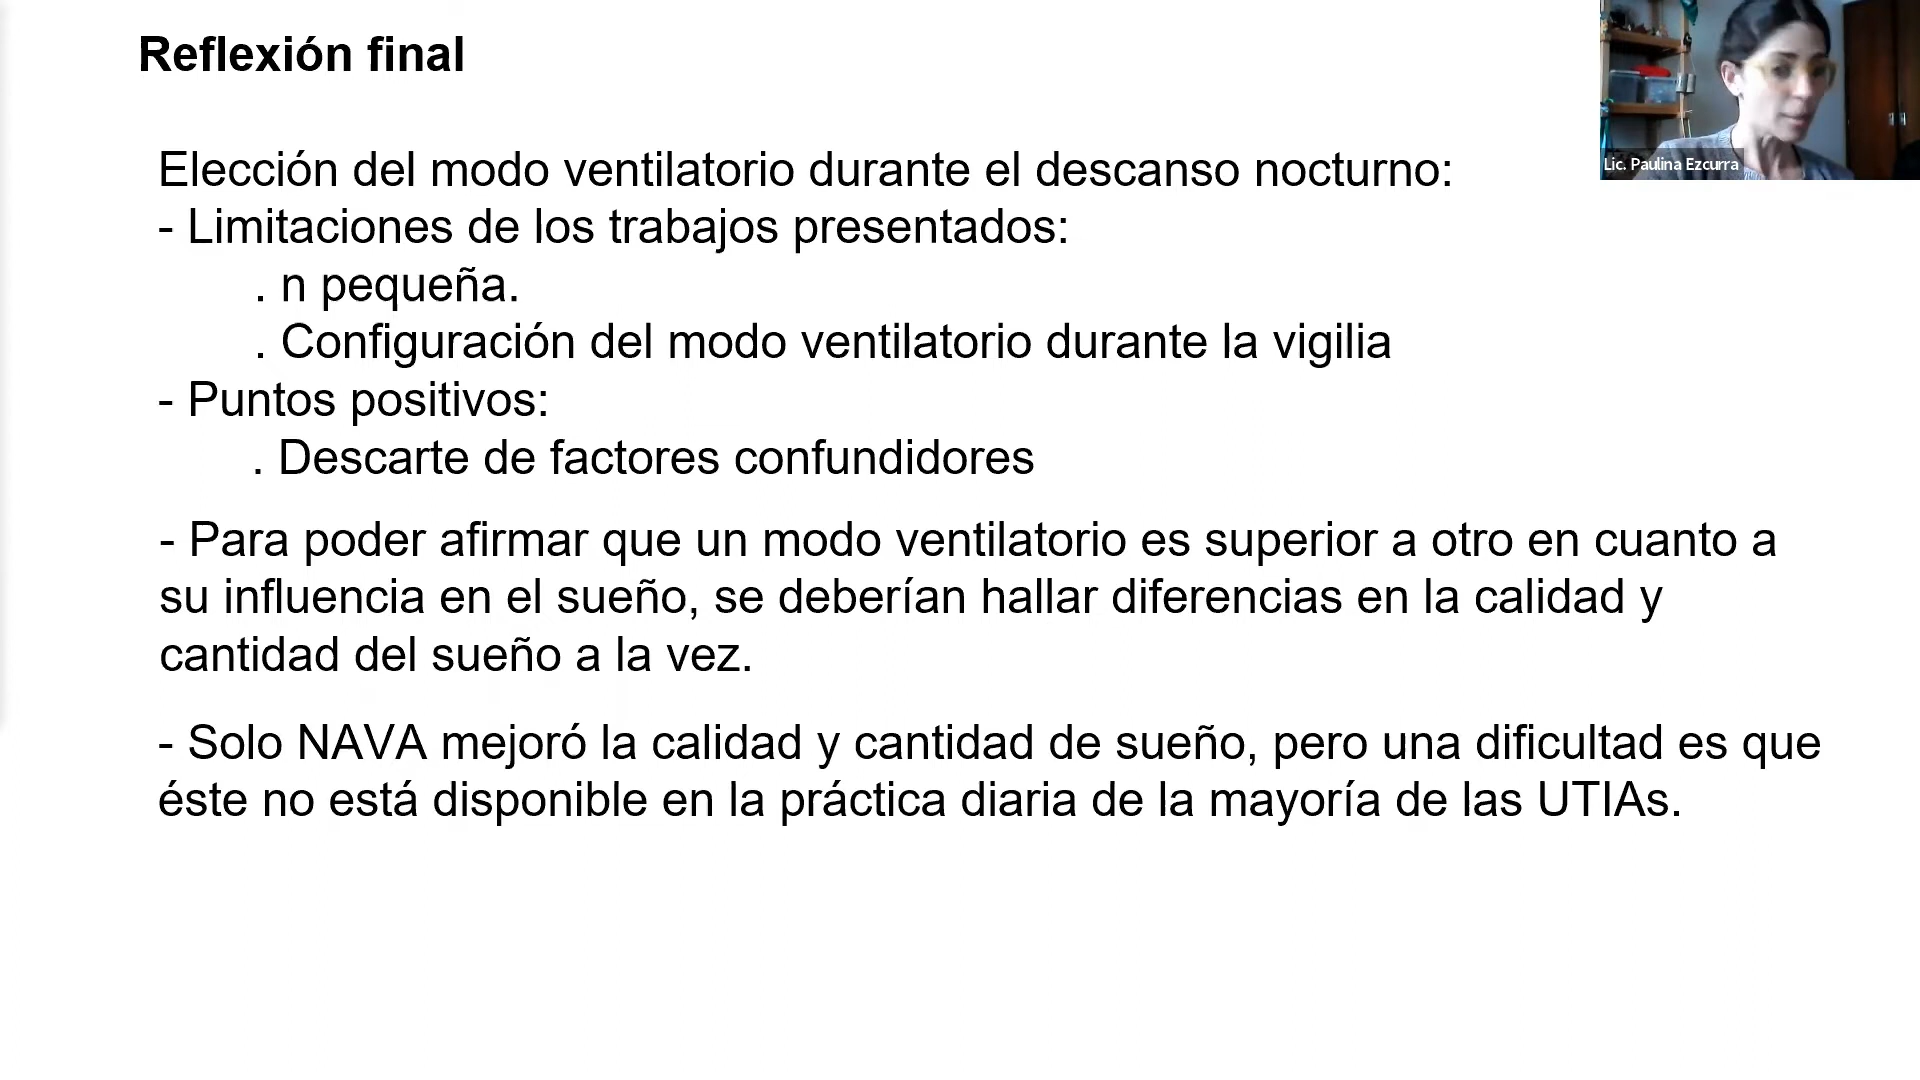 Reflexión final
Lic. Paulina Ezcurra
Elección del modo ventilatorio durante el descanso nocturno:
- Limitaciones de los trabajos presentados:
. n pequeña.
. Configuración del modo ventilatorio durante la vigilia
- Puntos positivos:
. Descarte de factores confundidores
- Para poder afirmar que un modo ventilatorio es superior a otro en cuanto a
su influencia en el sueño, se deberían hallar diferencias en la calidad y
cantidad del sueño a la vez.
- Solo NAVA mejoró la calidad y cantidad de sueño, pero una dificultad es que
éste no está disponible en la práctica diaria de la mayoría de las UTIAs.